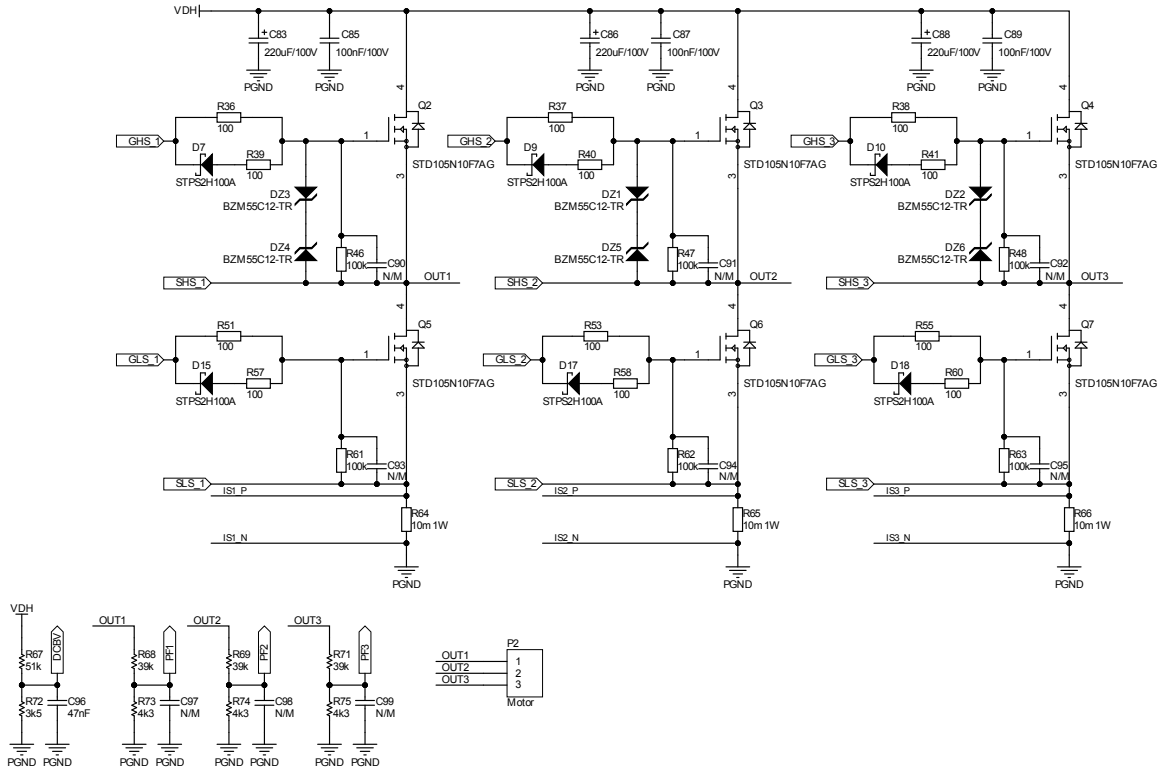 VDH
C83
220uF/100V
PGND
C85
100nF/100V
PGND
C86
220uF/100V
PGND
C87
100nF/100V
PGND
C88
220uF/100V
PGND
C89
100nF/100V
PGND
GHS_1
R36
100
D7
STPS2H100A
R39
100
1
4
Q2
STD105N10F7AG
3
DZ3
BZM55C12-TR
DZ4
BZM55C12-TR
R46
100k
C90
N/M
SHS_1
OUT1
GHS_2
R37
100
D9
STPS2H100A
R40
100
1
4
Q3
STD105N10F7AG
3
DZ1
BZM55C12-TR
DZ5
BZM55C12-TR
R47
100k
C91
N/M
SHS_2
OUT2
GHS_3
R38
100
D10
STPS2H100A
R41
100
1
4
Q4
STD105N10F7AG
3
DZ2
BZM55C12-TR
DZ6
BZM55C12-TR
R48
100k
C92
N/M
SHS_3
OUT3
GLS_1
R51
100
D15
STPS2H100A
R57
100
1
4
Q5
STD105N10F7AG
3
R61
100k
C93
N/M
SLS_1
IS1_P
R64
10m 1W
IS1_N
PGND
GLS_2
R53
100
D17
STPS2H100A
R58
100
1
4
Q6
STD105N10F7AG
3
R62
100k
C94
N/M
SLS_2
IS2_P
R65
10m 1W
IS2_N
PGND
GLS_3
R55
100
D18
STPS2H100A
R60
100
1
4
Q7
STD105N10F7AG
3
R63
100k
C95
N/M
SLS_3
IS3_P
R66
10m 1W
IS3_N
PGND
VDH
R67
51k
DCBV
R72
3k5
C96
47nF
PGND PGND
OUT1
R68
39k
PF1
R73
4k3
C97
N/M
PGND PGND
OUT2
R69
39k
PF2
R74
4k3
C98
N/M
PGND PGND
OUT3
R71
39k
PF3
R75
4k3
C99
N/M
PGND PGND
P2
OUT1 1
OUT2 2
OUT3 3
Motor